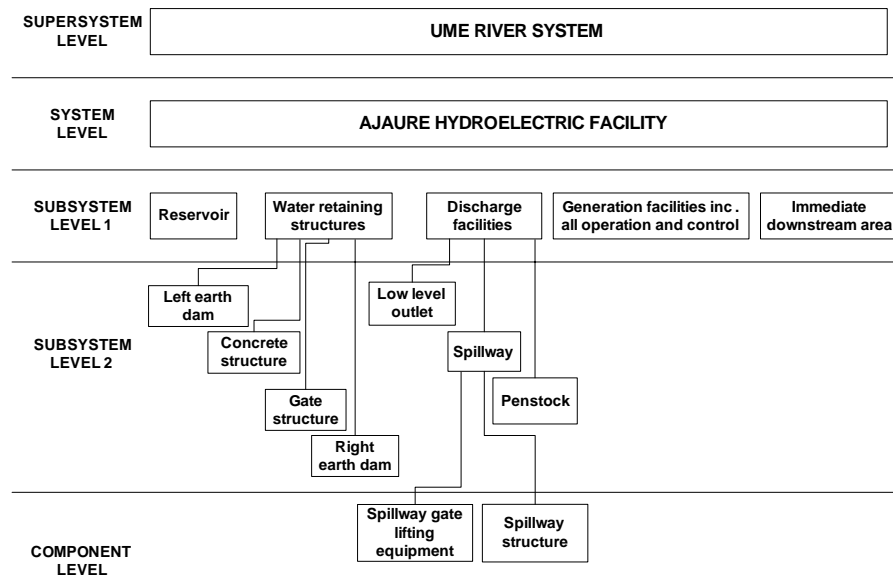 SUPERSYSTEM
LEVEL
UME RIVER SYSTEM
SYSTEM
LEVEL
AJAURE HYDROELECTRIC FACILITY
SUBSYSTEM
LEVEL 1
Reservoir
Water retaining
structures
Discharge
facilities
Generation facilities inc .
all operation and control
Immediate
downstream area
SUBSYSTEM
LEVEL 2
Left earth
dam
Low level
outlet
Concrete
structure
Spillway
Gate
structure
Penstock
Right
earth dam
COMPONENT
LEVEL
Spillway gate
lifting
equipment
Spillway
structure